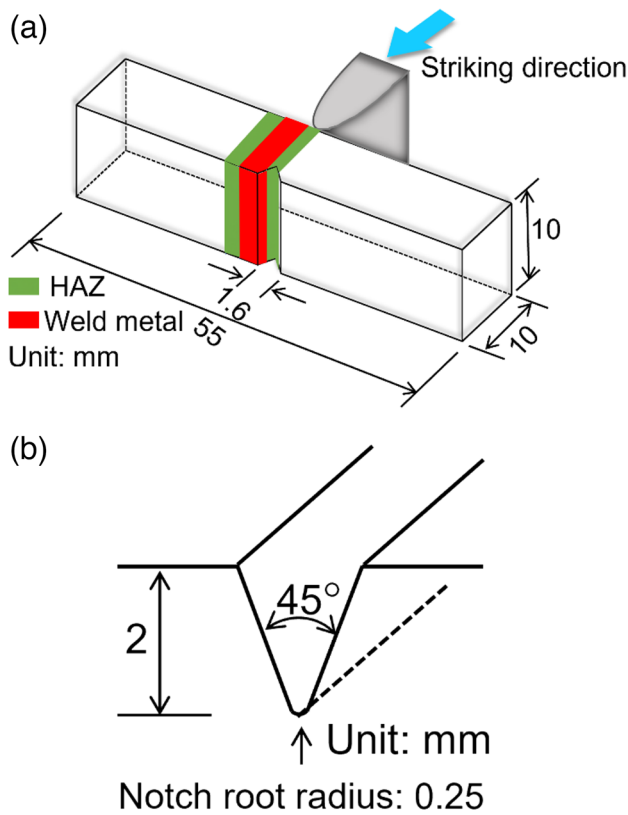 (a)
Striking direction
10
10
1.6
55
HAZ
Weld metal
Unit: mm
(b)
45°
2
Unit: mm
Notch root radius: 0.25